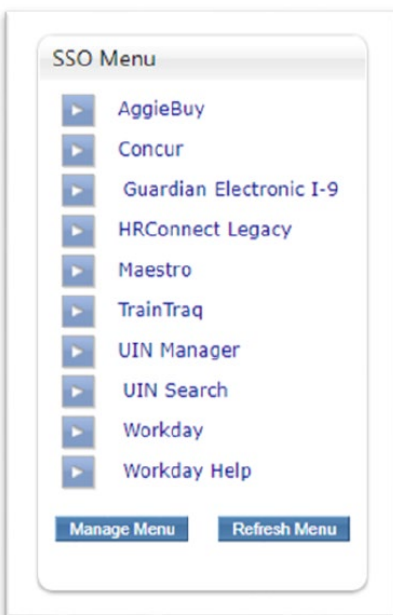 SSO Menu
AggieBuy
Concur
Guardian Electronic I-9
HRConnect Legacy
Maestro
TrainTraq
UIN Manager
UIN Search
Workday
Workday Help
Manage Menu Refresh Menu